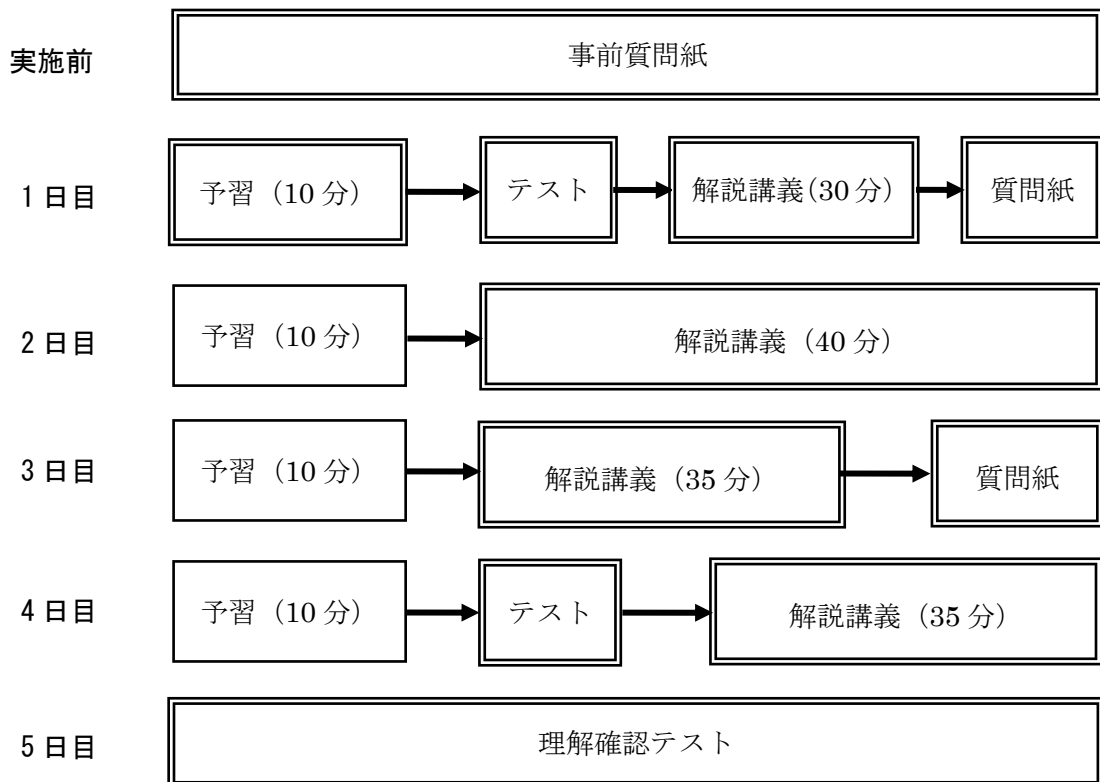 実施前
事前質問紙
1日目
予習（10分）
テスト
解説講義(30分)
質問紙
2日目
予習（10分）
解説講義（40分）
3日目
予習（10分）
解説講義（35分）
質問紙
4日目
予習（10分）
テスト
解説講義（35分）
5日目
理解確認テスト